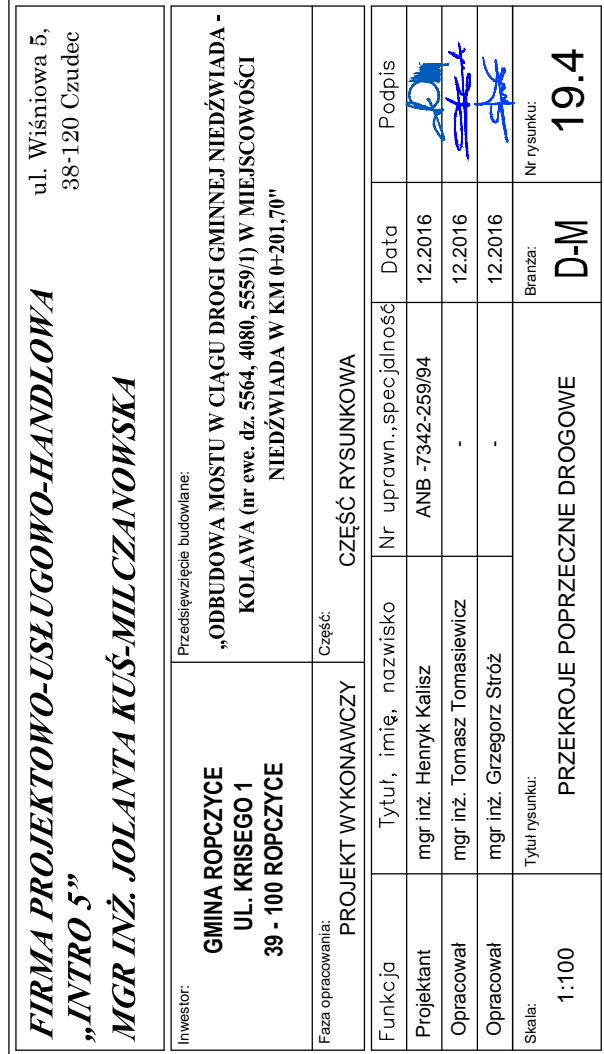 FIRMA PROJEKTOWO-USŁUGOWO-HANDLOWA
„INTRO 5”
MGR INŻ. JOLANTA KUŚ-MILCZANOWSKA
ul. Wiśniowa 5,
38-120 Czudec
Inwestor:
GMINA ROPCZYCE
UL. KRISEGO 1
39 - 100 ROPCZYCE
Przedsięwzięcie budowlane:
„ODBUDOWA MOSTU W CIĄGU DROGI GMINNEJ NIEDŹWIADA -
KOLAWA (nr ewe. dz. 5564, 4080, 5559/1) W MIEJSCOWOŚCI
NIEDŹWIADA W KM 0+201,70"
Faza opracowania:
PROJEKT WYKONAWCZY
Część:
CZĘŚĆ RYSUNKOWA
Funkcja Tytuł, imię, nazwisko Nr uprawn.,specjalność Data Podpis
Projektant mgr inż. Henryk Kalisz ANB -7342-259/94 12.2016
Opracował mgr inż. Tomasz Tomasiewicz - 12.2016
Opracował mgr inż. Grzegorz Stróż - 12.2016
Skala:
1:100
Tytuł rysunku:
PRZEKROJE POPRZECZNE DROGOWE
Branża:
D-M
Nr rysunku:
19.4